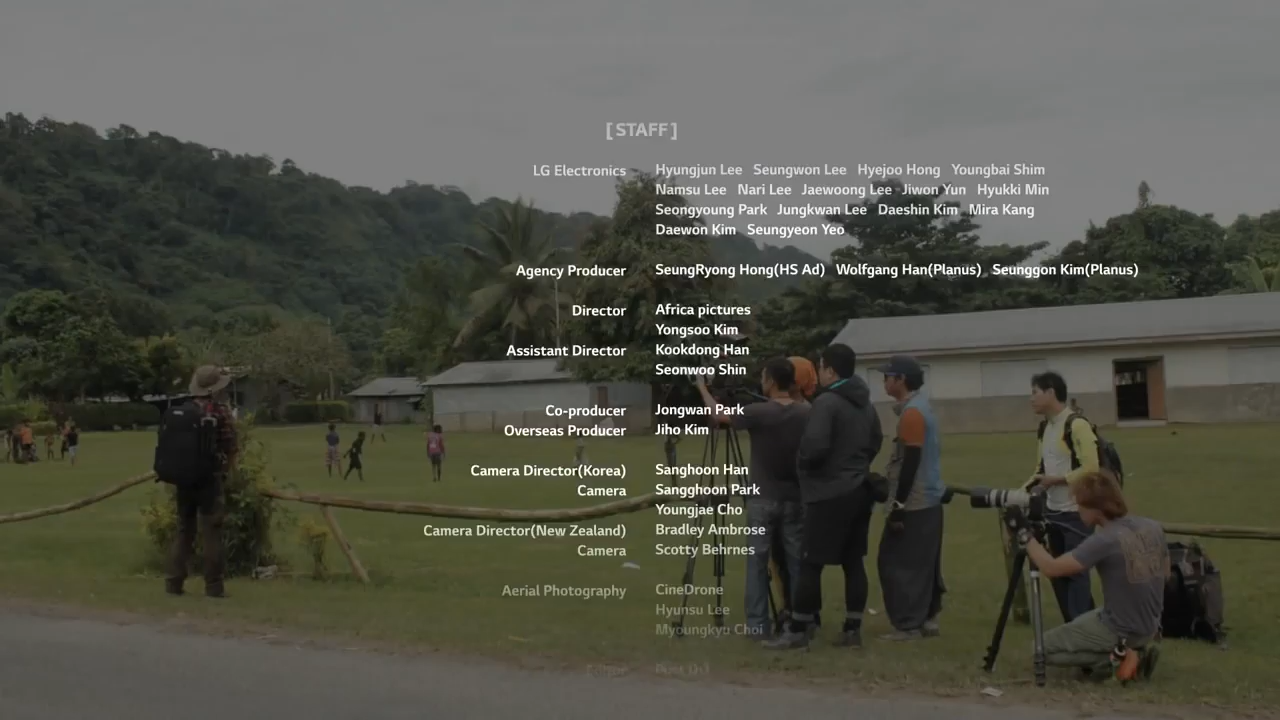 [STAFF]
LG Electronics Hyungjun Lee Seungwon Lee Hyejoo Hong Youngbai Shim
Namsu Lee Nari Lee Jaewoong Lee Jiwon Yun Hyukki Min
Seongyoung Park Jungkwan Lee Daeshin Kim Mira Kang
Daewon Kim Seungyeon Yeo
Agency Producer SeungRyong Hong(HS Ad) Wolfgang Han(Planus) Seunggon Kim(Planus)
Director Africa pictures
Yongsoo Kim
Assistant Director Kookdong Han
Seonwoo Shin
Co-producer Jongwan Park
Overseas Producer Jiho Kim
Camera Director(Korea) Sanghoon Han
Camera Sangghoon Park
Youngjae Cho
Camera Director(New Zealand) Bradley Ambrose
Camera Scotty Behrnes
Aerial Photography CineDrone
Hyunsu Lee
Myoungkyu Choi